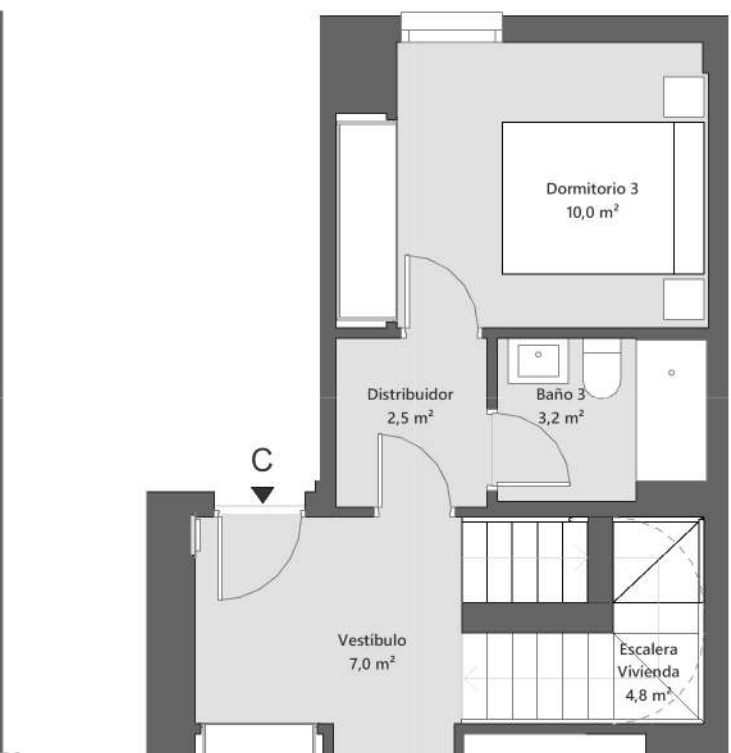 Dormitorio 3
10,0 m²
Distribuidor
2,5 m²
Baño 3
3,2 m²
C
Vestíbulo
7,0 m²
Escalera
Vivienda
4,8 m²